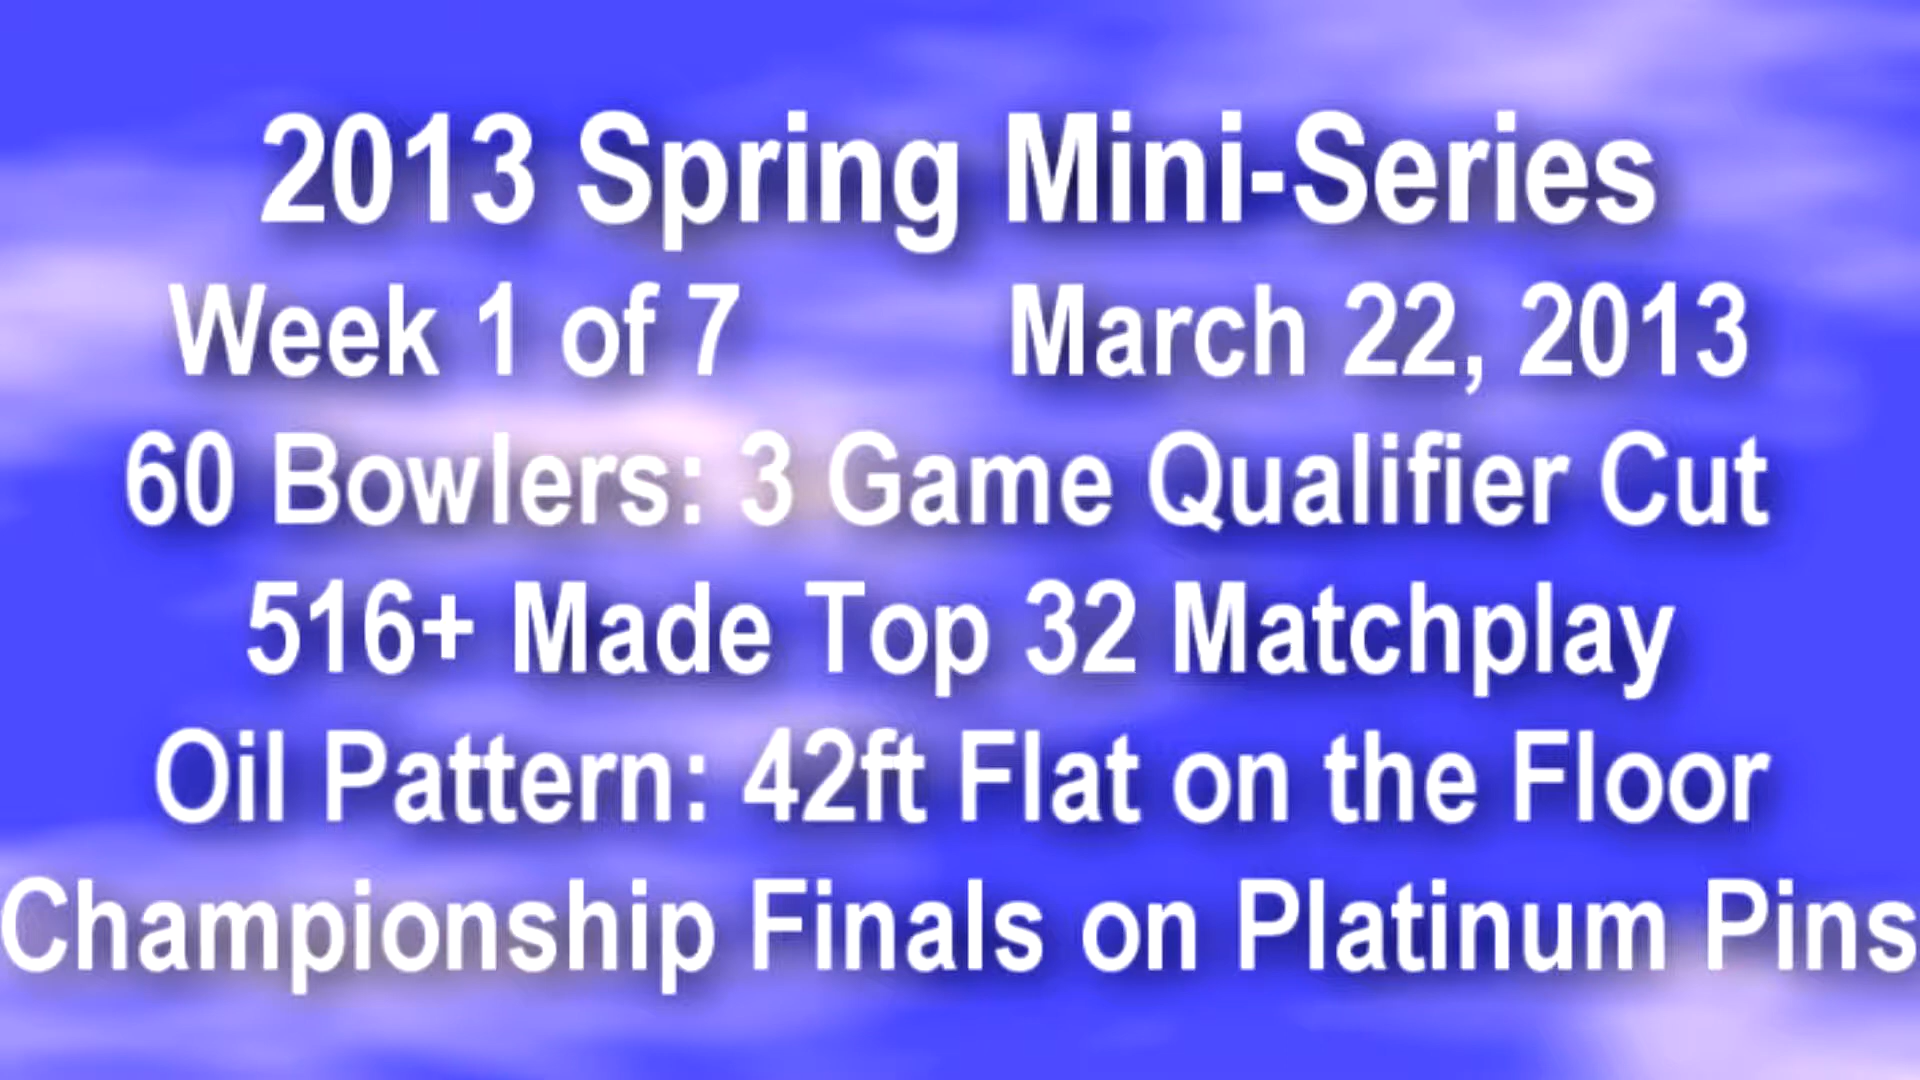 2013 Spring Mini-Series
Week 1 of 7 March 22, 2013
60 Bowlers: 3 Game Qualifier Cut
516+ Made Top 32 Matchplay
Oil Pattern: 42ft Flat on the Floor
Championship Finals on Platinum Pins